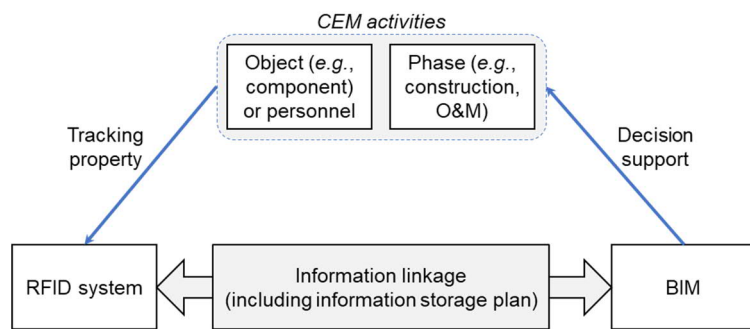 CEM activities
Object (e.g.,
component)
or personnel
Phase (e.g.,
construction,
O&M)
Tracking
property
Decision
support
RFID system
Information linkage
(including information storage plan)
BIM